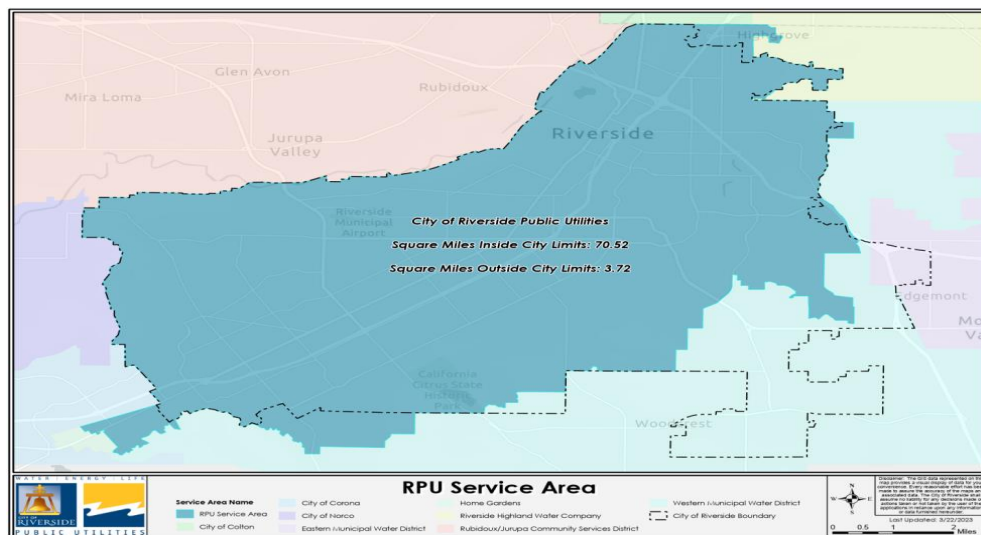 Highgrove
Glen Avon
Mira Loma
Rubidoux
Riverside
Jurupa
Valley
Riverside
Municipal
Airport
City of Riverside Public Utilities
Square Miles Inside City Limits: 70.52
Square Miles Outside City Limits: 3.72
Edgemont
California
Citrus State
Historic
Park
Woodcrest
WATER | ENERGY | LIFE
CITY OF
RIVERSIDE
PUBLIC UTILITIES
RPU Service Area
Service Area Name
RPU Service Area
City of Colton
City of Corona
City of Norco
Eastern Municipal Water District
Home Gardens
Riverside Highland Water Company
Rubidoux/Jurupa Community Services District
Western Municipal Water District
City of Riverside Boundary
N
W E
S
Last Updated: 3/22/2023
0 0.5 1 2
Miles